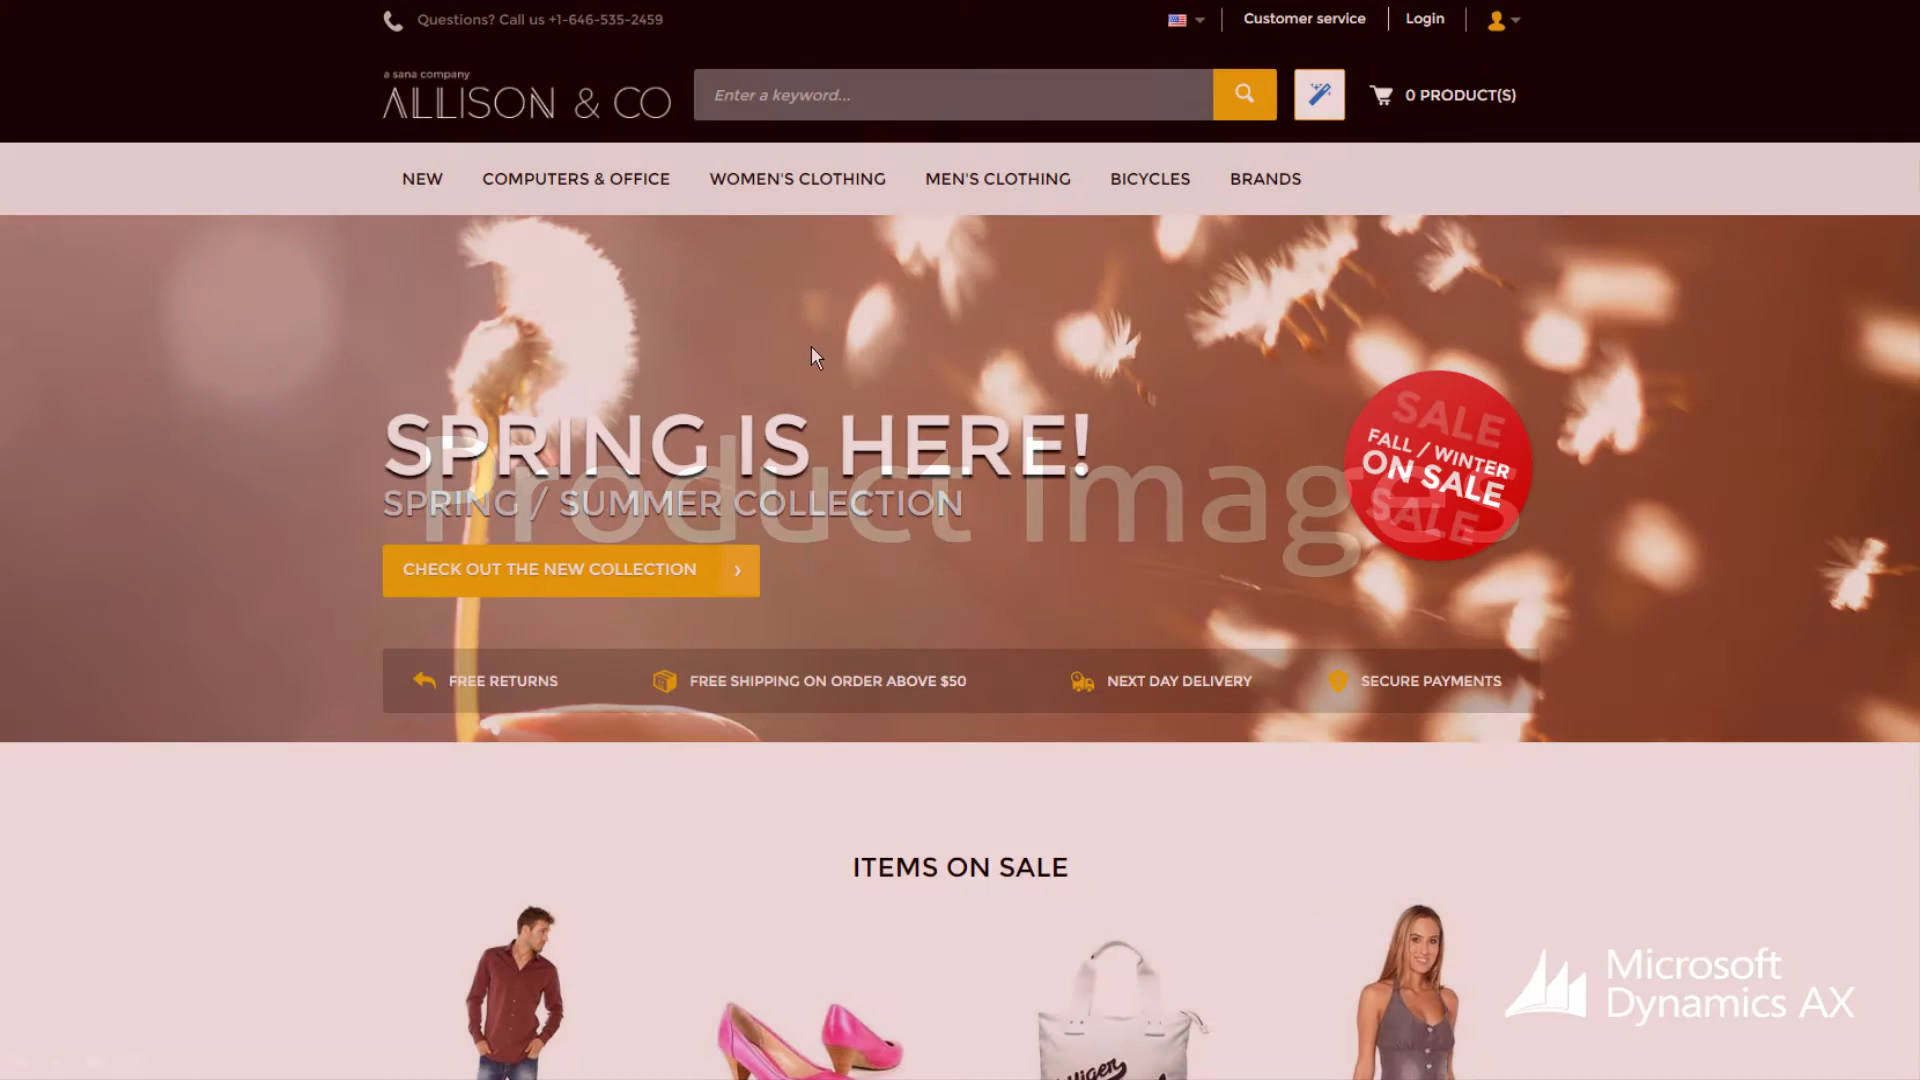 Questions? Call us +1-646-535-2459
Customer service
Login
a sana company
ALLISON & CO
Enter a keyword...
0 PRODUCT(S)
NEW
COMPUTERS & OFFICE
WOMEN'S CLOTHING
MEN'S CLOTHING
BICYCLES
BRANDS
SPRING IS HERE!
SPRING / SUMMER COLLECTION
Product Images
SALE
FALL / WINTER
ON SALE
SALE
CHECK OUT THE NEW COLLECTION
FREE RETURNS
FREE SHIPPING ON ORDER ABOVE $50
NEXT DAY DELIVERY
SECURE PAYMENTS
ITEMS ON SALE
Microsoft
Dynamics AX